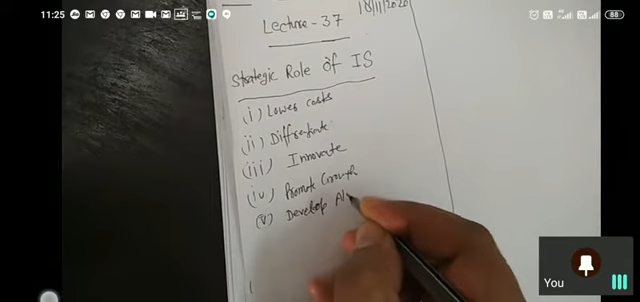 11:25
88
18/11/2020
Lecture - 37
Strategic Role of IS
(i) Lower costs
(ii) Differentiate
(iii) Innovate
(iv) Promote Growth
(v) Develop Al
You